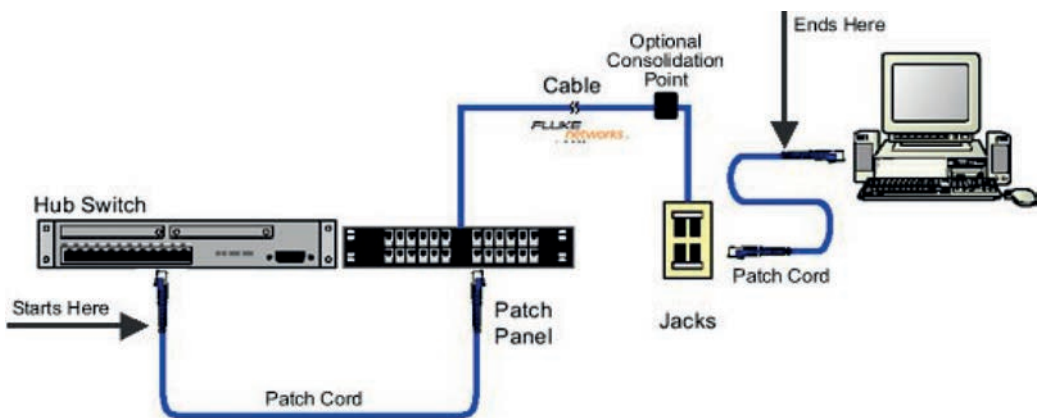 Ends Here
Optional
Consolidation
Point
Cable
FLUKE
networks.
Hub Switch
Starts Here
Patch
Panel
Jacks
Patch Cord
Patch Cord